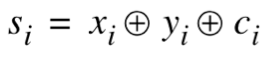 sᵢ = xᵢ ⊕ yᵢ ⊕ cᵢ